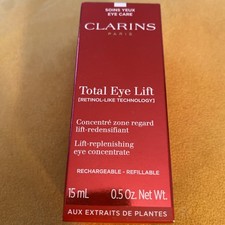 SOINS YEUX
EYE CARE
CLARINS
PARIS
Total Eye Lift
[RETINOL-LIKE TECHNOLOGY]
Concentré zone regard
lift-redensifiant
Lift-replenishing
eye concentrate
RECHARGEABLE - REFILLABLE
15 mL 0.5 Oz. Net Wt.
AUX EXTRAITS DE PLANTES